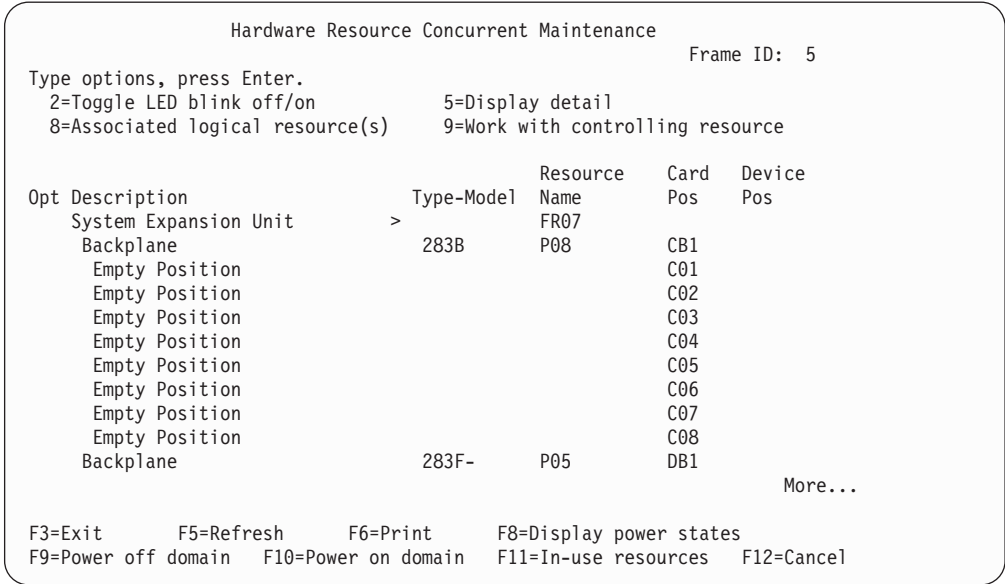 Hardware Resource Concurrent Maintenance
Frame ID: 5
Type options, press Enter.
2=Toggle LED blink off/on 5=Display detail
8=Associated logical resource(s) 9=Work with controlling resource
Resource Card Device
Opt Description Type-Model Name Pos Pos
System Expansion Unit > FR07
Backplane 283B P08 CB1
Empty Position C01
Empty Position C02
Empty Position C03
Empty Position C04
Empty Position C05
Empty Position C06
Empty Position C07
Empty Position C08
Backplane 283F- P05 DB1
More...
F3=Exit F5=Refresh F6=Print F8=Display power states
F9=Power off domain F10=Power on domain F11=In-use resources F12=Cancel